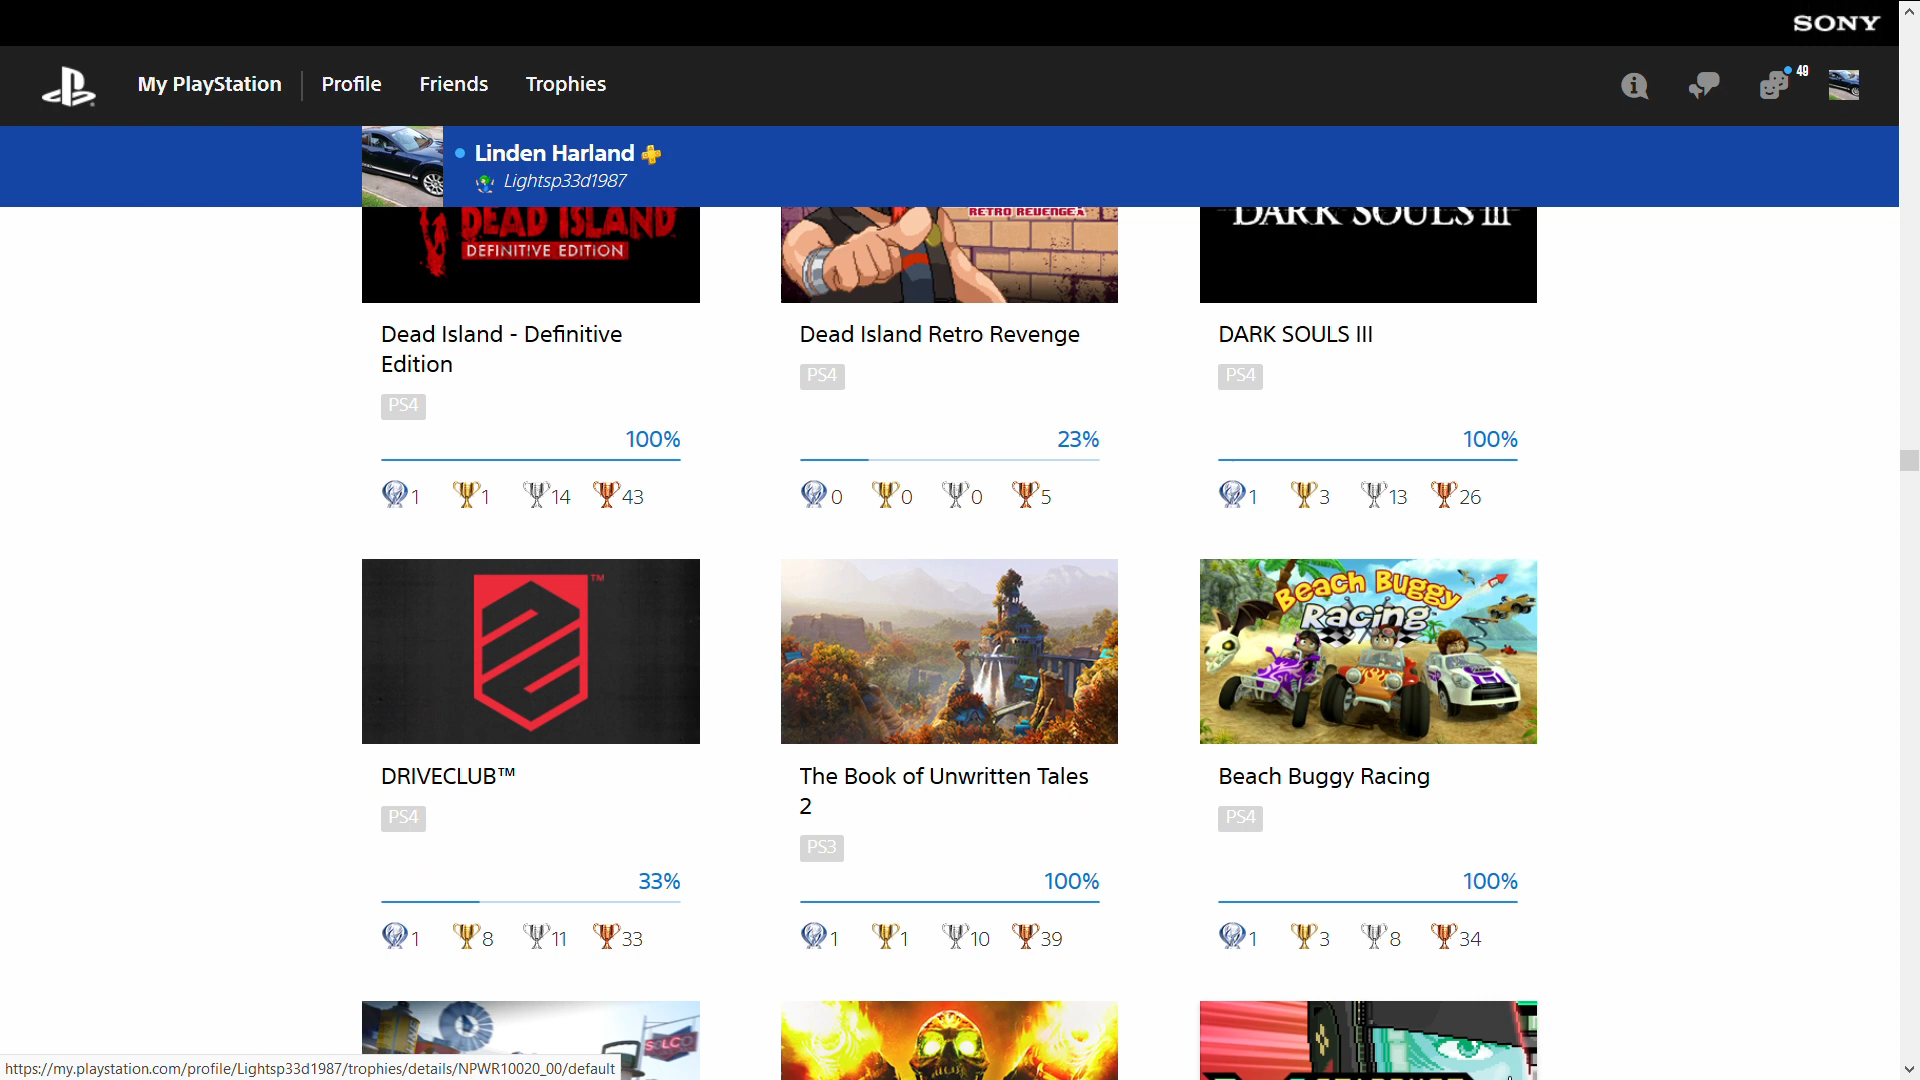 SONY
My PlayStation
Profile
Friends
Trophies
49
Linden Harland
Lightsp33d1987
DEAD ISLAND
DEFINITIVE EDITION
RETRO REVENGE
DARK SOULS III
Dead Island - Definitive
Edition
PS4
100%
1 1 14 43
Dead Island Retro Revenge
PS4
23%
0 0 0 5
DARK SOULS III
PS4
100%
1 3 13 26
TM
Beach Buggy
Racing
DRIVECLUB™
PS4
33%
1 8 11 33
The Book of Unwritten Tales
2
PS3
100%
1 1 10 39
Beach Buggy Racing
PS4
100%
1 3 8 34
https://my.playstation.com/profile/Lightsp33d1987/trophies/details/NPWR10020_00/default